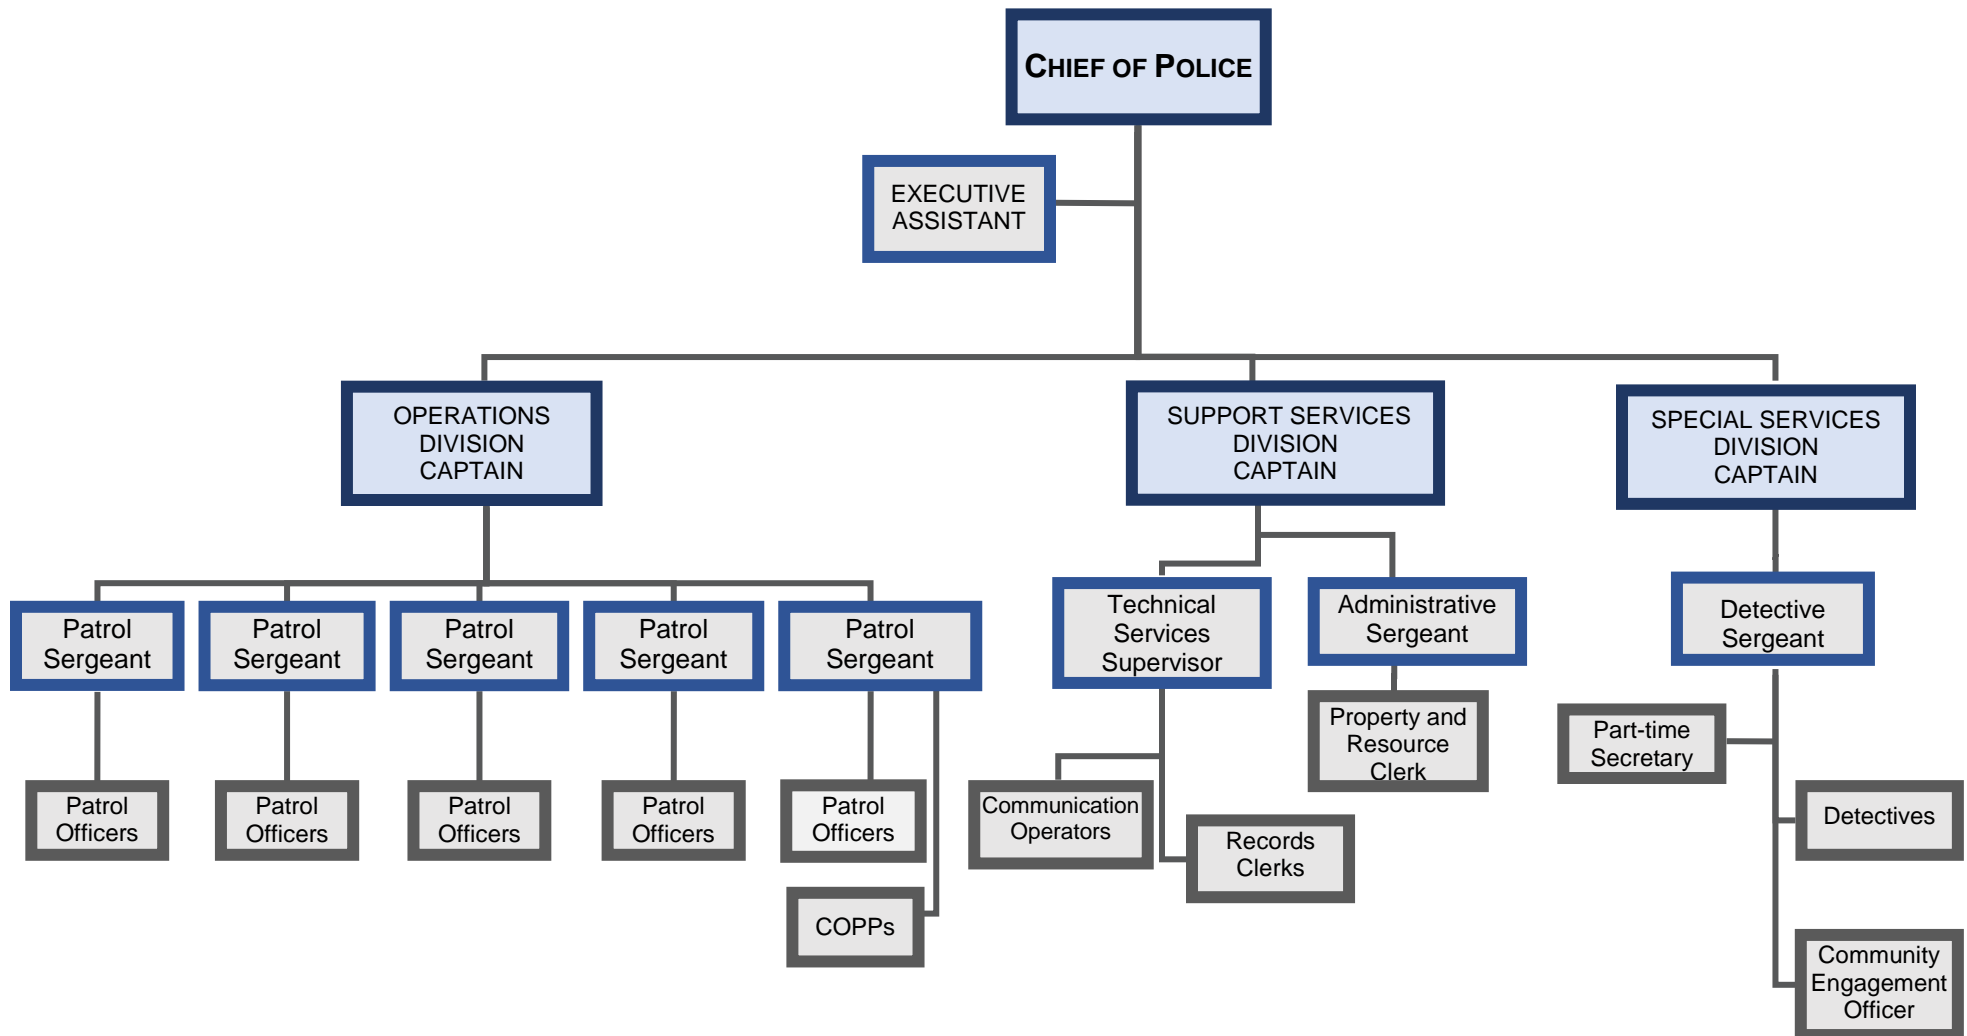 CHIEF OF POLICE
EXECUTIVE
ASSISTANT
OPERATIONS
DIVISION
CAPTAIN
SUPPORT SERVICES
DIVISION
CAPTAIN
SPECIAL SERVICES
DIVISION
CAPTAIN
Patrol
Sergeant
Patrol
Sergeant
Patrol
Sergeant
Patrol
Sergeant
Patrol
Sergeant
Technical
Services
Supervisor
Administrative
Sergeant
Detective
Sergeant
Patrol
Officers
Patrol
Officers
Patrol
Officers
Patrol
Officers
Patrol
Officers
COPPs
Communication
Operators
Records
Clerks
Property and
Resource
Clerk
Part-time
Secretary
Detectives
Community
Engagement
Officer